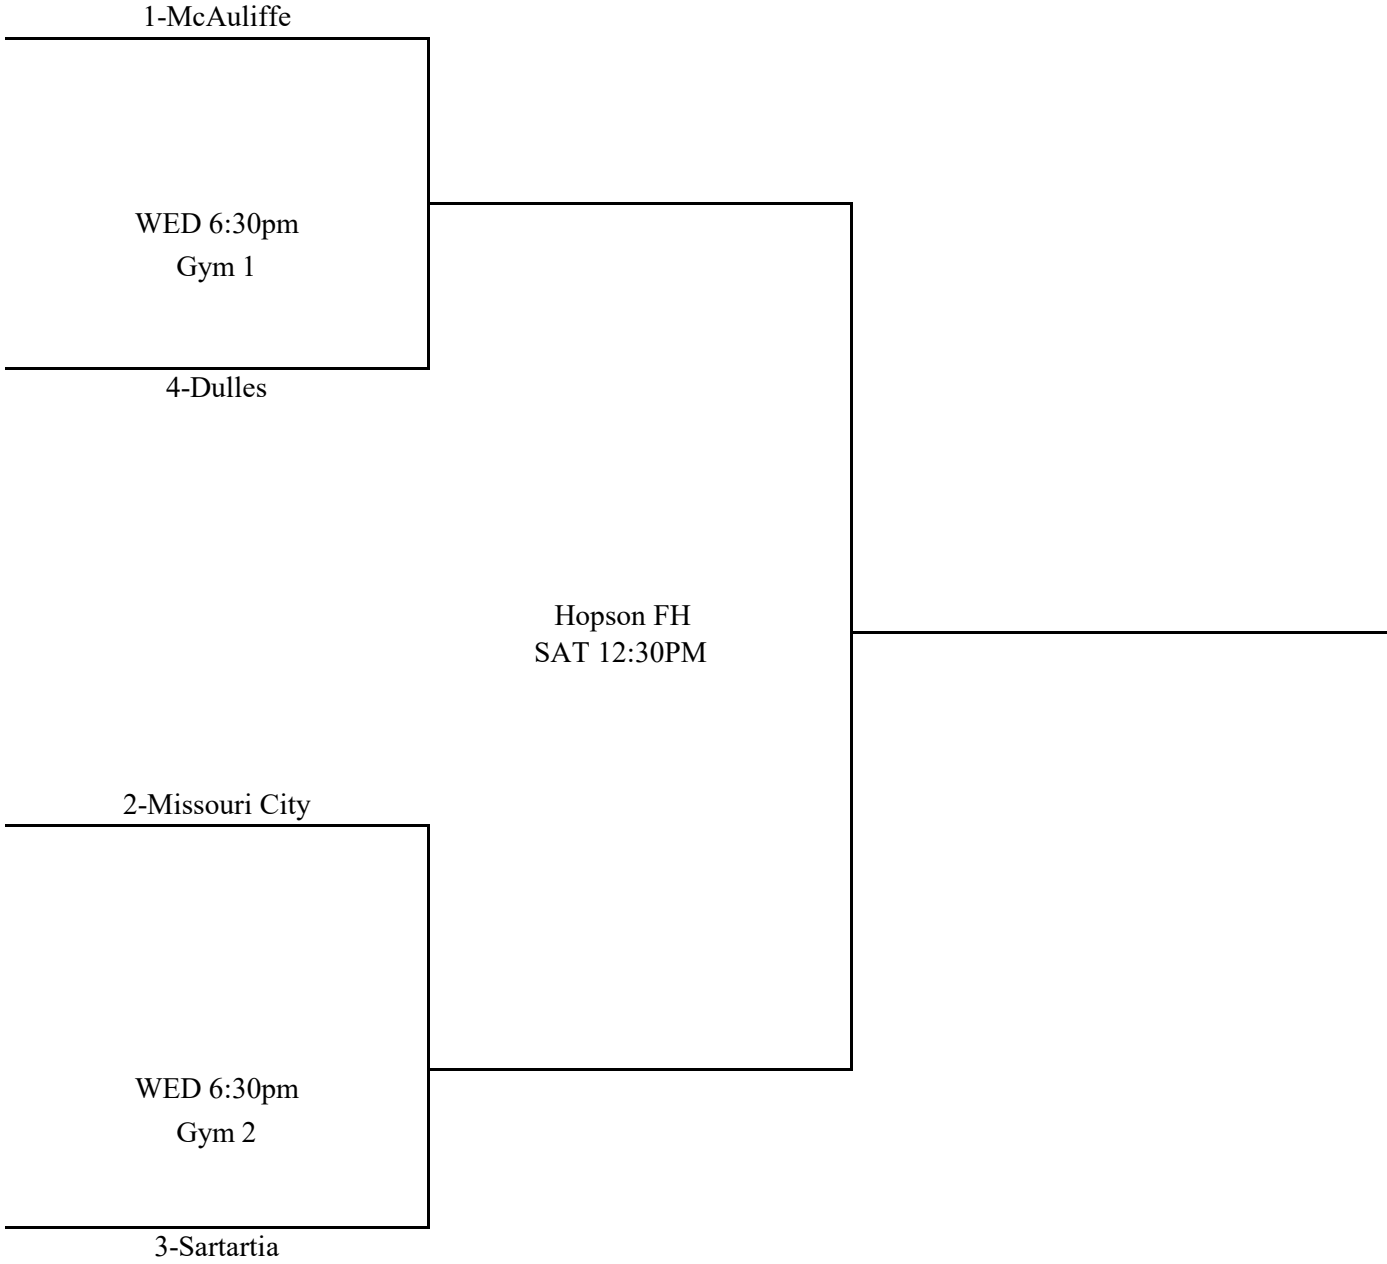 1-McAuliffe
WED 6:30pm
Gym 1
4-Dulles
Hopson FH
SAT 12:30PM
2-Missouri City
WED 6:30pm
Gym 2
3-Sartartia